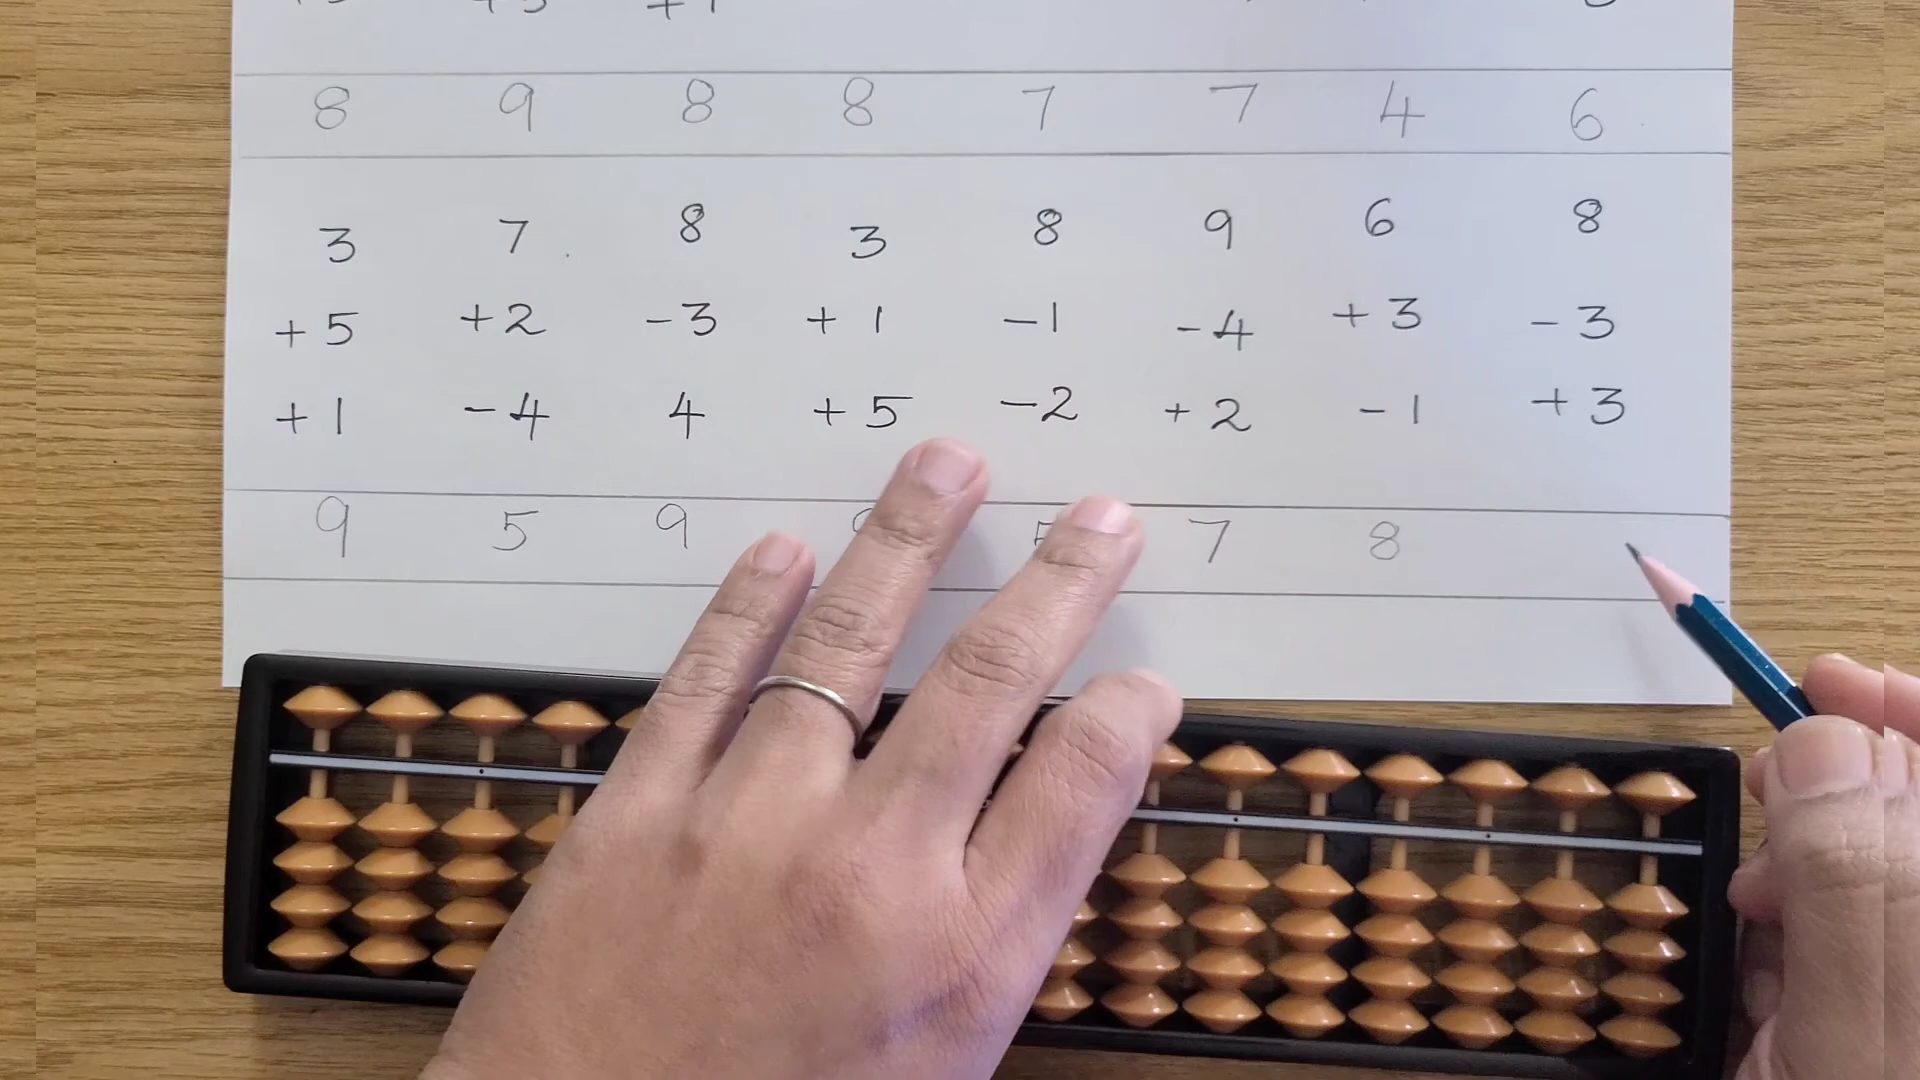 8 9 8 8 7 7 4 6
3 7 8 3 8 9 6 8
+5 +2 -3 +1 -1 -4 +3 -3
+1 -4 4 +5 -2 +2 -1 +3
9 5 9 7 8